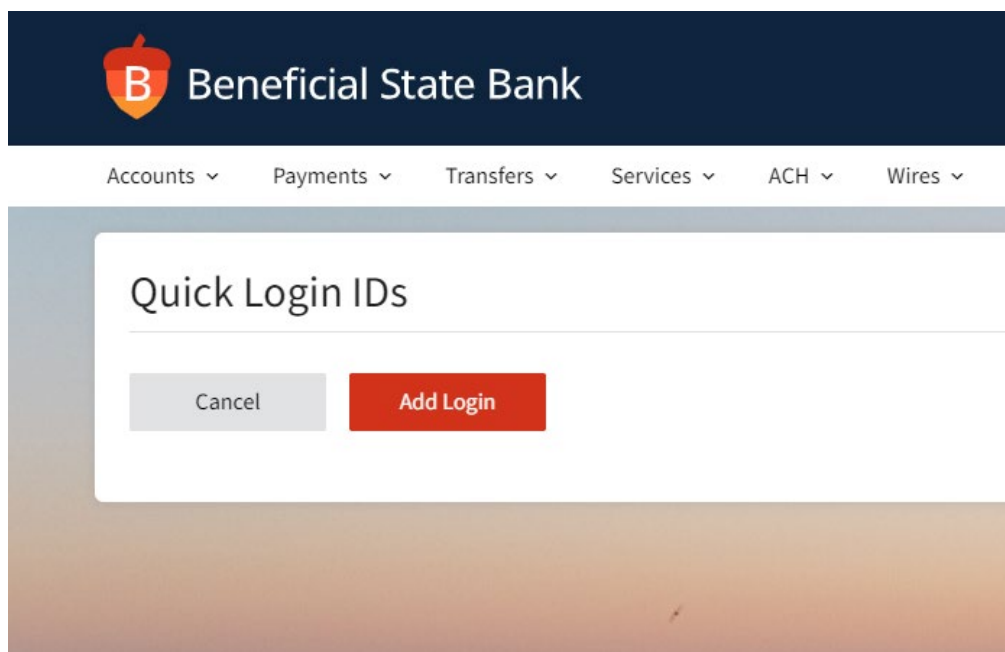 B Beneficial State Bank
Accounts Payments Transfers Services ACH Wires
Quick Login IDs
Cancel Add Login